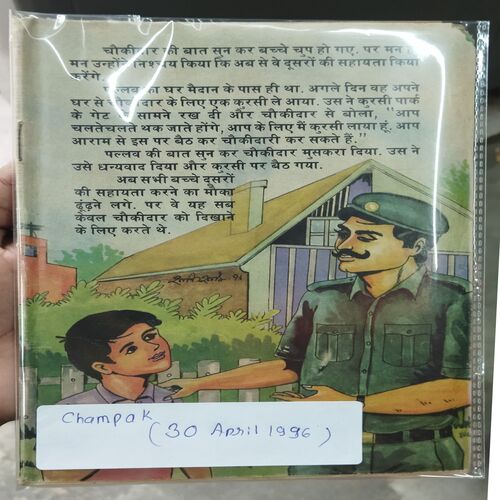 चौकीदार की बात सुन कर बच्चे चुप हो गए. पर मन ही
मन उन्होंने निश्चय किया कि अब से वे दूसरों की सहायता किया
करेंगे.
पल्लव का घर मैदान के पास ही था. अगले दिन वह अपने
घर से चौकीदार के लिए एक कुरसी ले आया. उस ने कुरसी पार्क
के गेट के सामने रख दी और चौकीदार से बोला, "आप
चलतेचलते थक जाते होंगे, आप के लिए मैं कुरसी लाया हूं. आप
आराम से इस पर बैठ कर चौकीदारी कर सकते हैं."
पल्लव की बात सुन कर चौकीदार मुसकरा दिया. उस ने
उसे धन्यवाद दिया और कुरसी पर बैठ गया.
अब सभी बच्चे दूसरों
की सहायता करने का मौका
ढूंढ़ने लगे. पर वे यह सब
केवल चौकीदार को दिखाने
के लिए करते थे.
Champak
(30 April 1996)